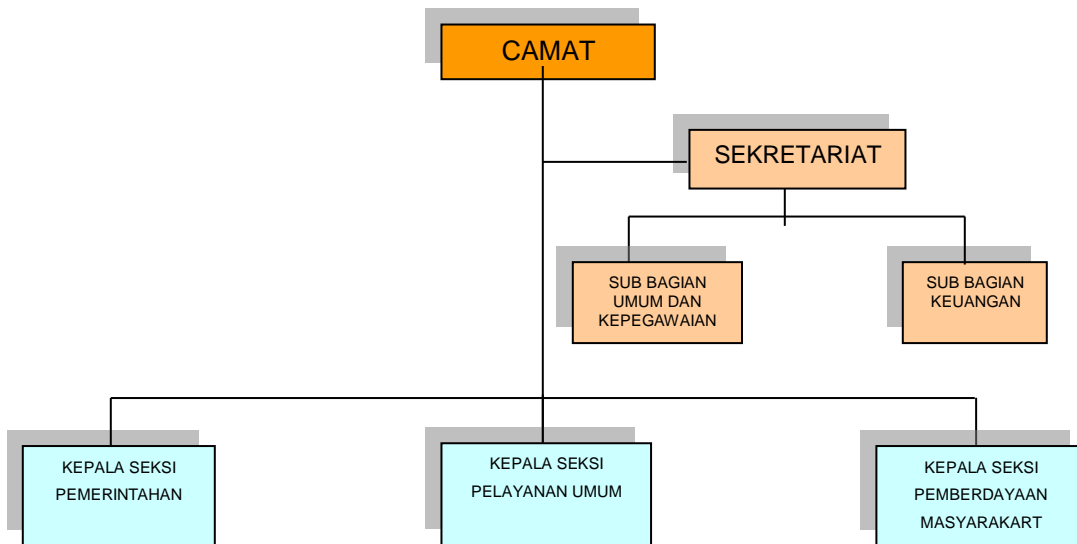 CAMAT
SEKRETARIAT
SUB BAGIAN
UMUM DAN
KEPEGAWAIAN
SUB BAGIAN
KEUANGAN
KEPALA SEKSI
PEMERINTAHAN
KEPALA SEKSI
PELAYANAN UMUM
KEPALA SEKSI
PEMBERDAYAAN
MASYARAKART